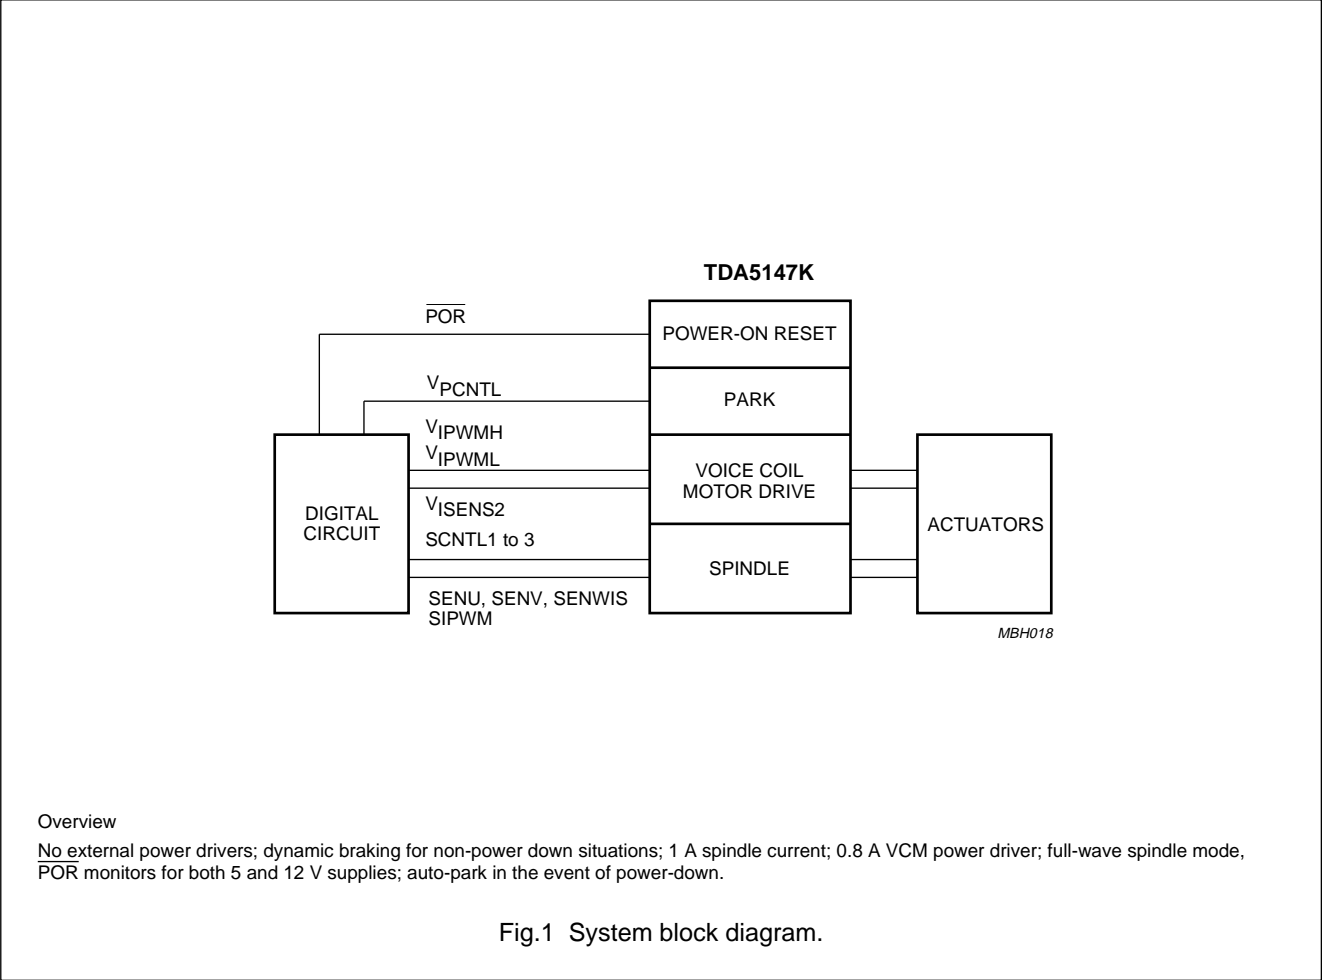 TDA5147K
POR
POWER-ON RESET
VPCNTL
PARK
VIPWMH
VIPWML
VOICE COIL
MOTOR DRIVE
VISENS2
DIGITAL
CIRCUIT
SCNTL1 to 3
ACTUATORS
SPINDLE
SENU, SENV, SENWIS
SIPWM
MBH018
Overview
No external power drivers; dynamic braking for non-power down situations; 1 A spindle current; 0.8 A VCM power driver; full-wave spindle mode,
POR monitors for both 5 and 12 V supplies; auto-park in the event of power-down.
Fig.1 System block diagram.